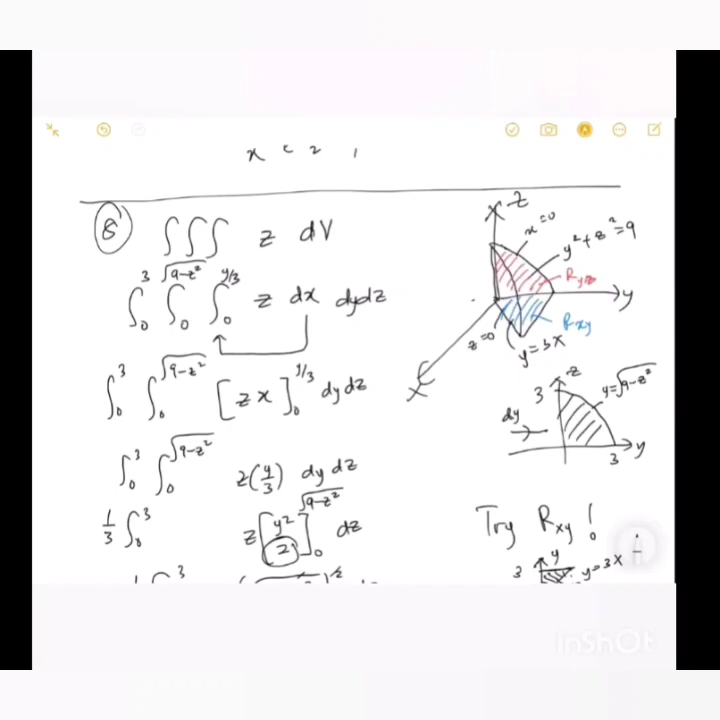 x c 2 1
⑧ ∫∫∫ z dV
∫₀³ ∫₀^√(9-z²) ∫₀^(y/3) z dx dydz
∫₀³ ∫₀^√(9-z²) [zx]₀^(y/3) dy dz
∫₀³ ∫₀^√(9-z²) z(y/3) dy dz
1/3 ∫₀³ z[y²/2]₀^√(9-z²) dz
z
x=0
y²+z²=9
Ryz
y
Rxy
z=0
y=3x
x
z
3
y=√9-z²
dy
y
3
Try Rxy!
y
3
y=3x
InShOt